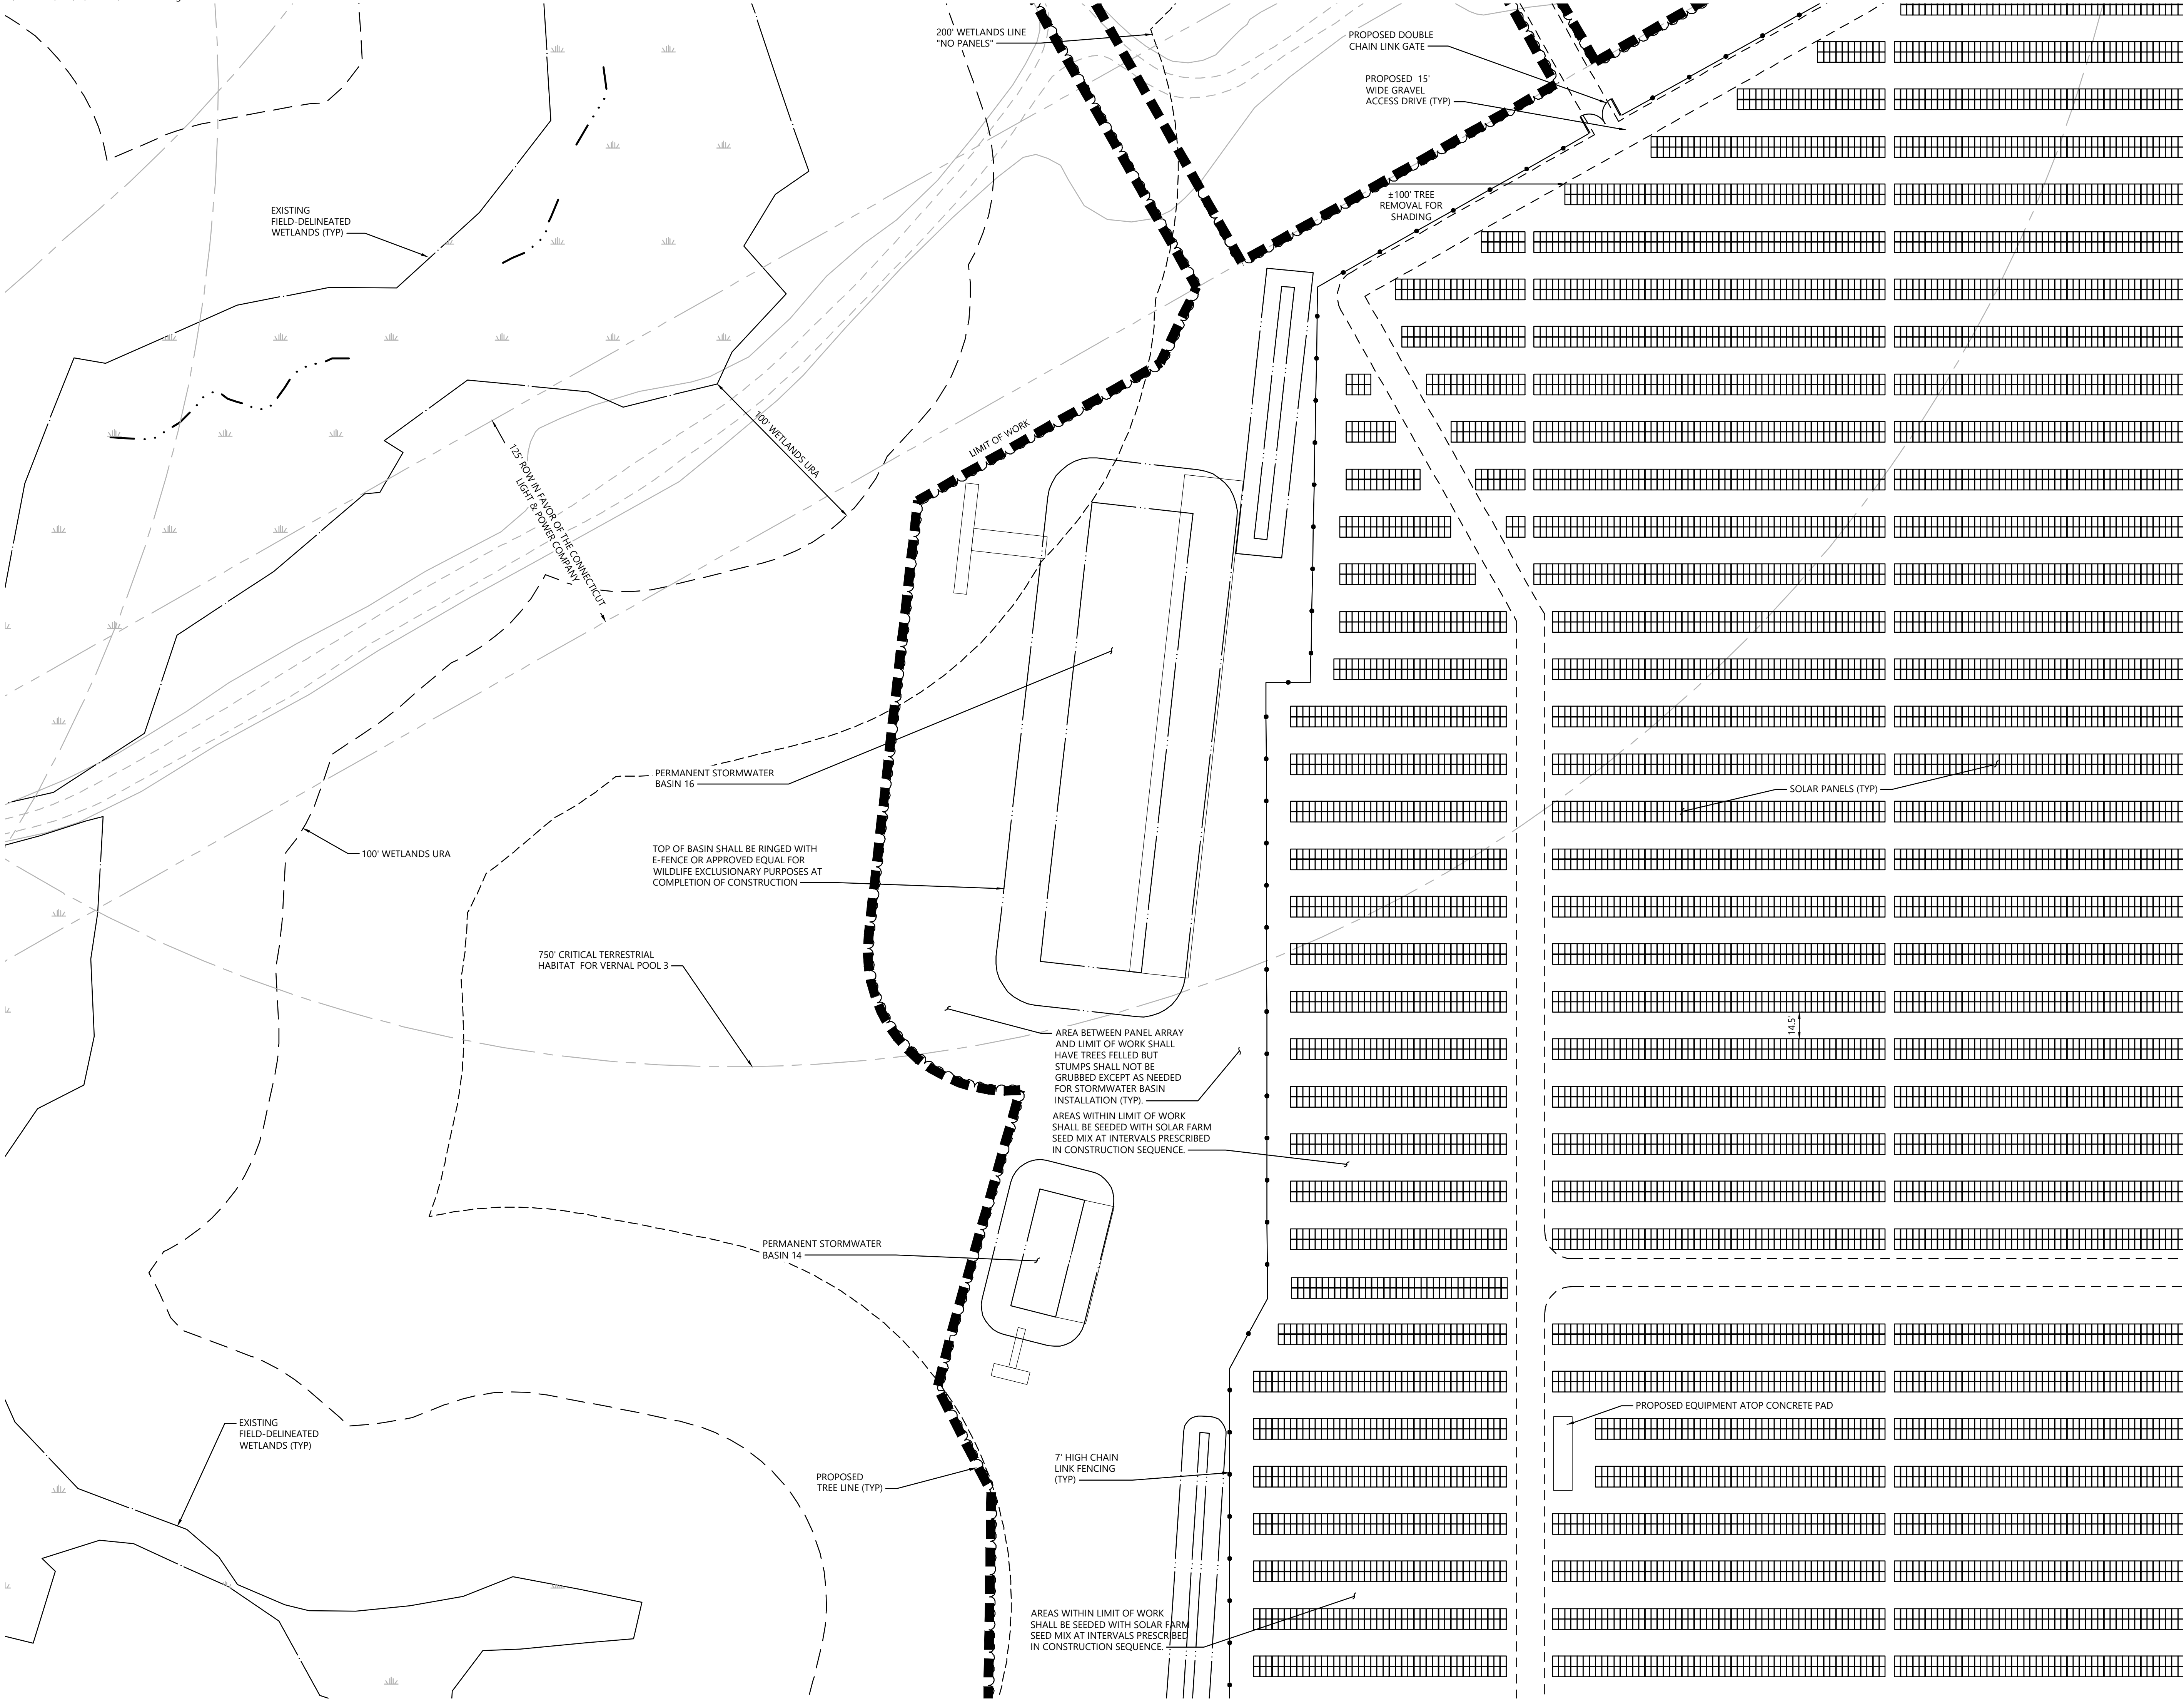 200' WETLANDS LINE
"NO PANELS"
PROPOSED DOUBLE
CHAIN LINK GATE
PROPOSED 15'
WIDE GRAVEL
ACCESS DRIVE (TYP)
±100' TREE
REMOVAL FOR
SHADING
EXISTING
FIELD-DELINEATED
WETLANDS (TYP)
100' WETLANDS URA
LIMIT OF WORK
125' ROW IN FAVOR OF THE CONNECTICUT
LIGHT & POWER COMPANY
PERMANENT STORMWATER
BASIN 16
SOLAR PANELS (TYP)
100' WETLANDS URA
TOP OF BASIN SHALL BE RINGED WITH
E-FENCE OR APPROVED EQUAL FOR
WILDLIFE EXCLUSIONARY PURPOSES AT
COMPLETION OF CONSTRUCTION
750' CRITICAL TERRESTRIAL
HABITAT FOR VERNAL POOL 3
14.5'
AREA BETWEEN PANEL ARRAY
AND LIMIT OF WORK SHALL
HAVE TREES FELLED BUT
STUMPS SHALL NOT BE
GRUBBED EXCEPT AS NEEDED
FOR STORMWATER BASIN
INSTALLATION (TYP).
AREAS WITHIN LIMIT OF WORK
SHALL BE SEEDED WITH SOLAR FARM
SEED MIX AT INTERVALS PRESCRIBED
IN CONSTRUCTION SEQUENCE.
PERMANENT STORMWATER
BASIN 14
PROPOSED EQUIPMENT ATOP CONCRETE PAD
EXISTING
FIELD-DELINEATED
WETLANDS (TYP)
7' HIGH CHAIN
LINK FENCING
(TYP)
PROPOSED
TREE LINE (TYP)
AREAS WITHIN LIMIT OF WORK
SHALL BE SEEDED WITH SOLAR FARM
SEED MIX AT INTERVALS PRESCRIBED
IN CONSTRUCTION SEQUENCE.